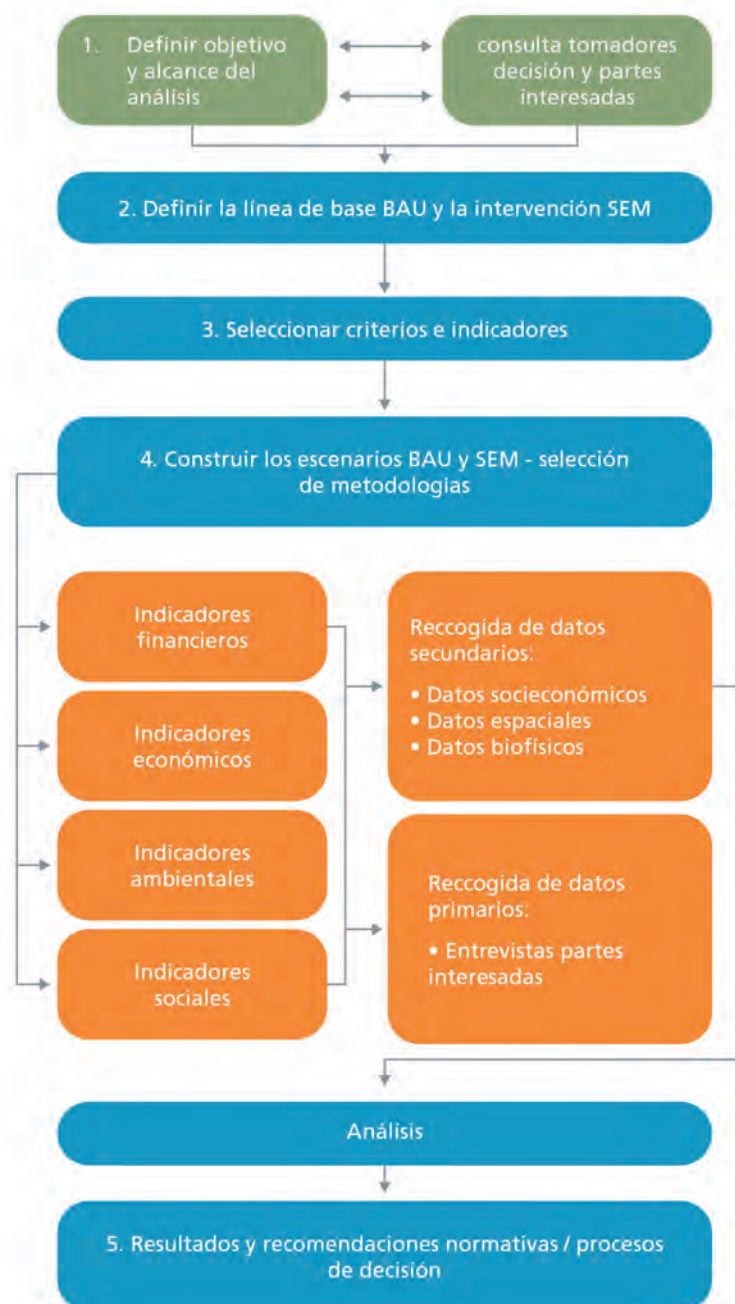 1. Definir objetivo
y alcance del
análisis
consulta tomadores
decisión y partes
interesadas
2. Definir la línea de base BAU y la intervención SEM
3. Seleccionar criterios e indicadores
4. Construir los escenarios BAU y SEM - selección
de metodologias
Indicadores
financieros
Indicadores
económicos
Indicadores
ambientales
Indicadores
sociales
Reccogida de datos
secundarios:
• Datos socieconómicos
• Datos espaciales
• Datos biofísicos
Reccogida de datos
primarios:
• Entrevistas partes
interesadas
Análisis
5. Resultados y recomendaciones normativas / procesos
de decisión